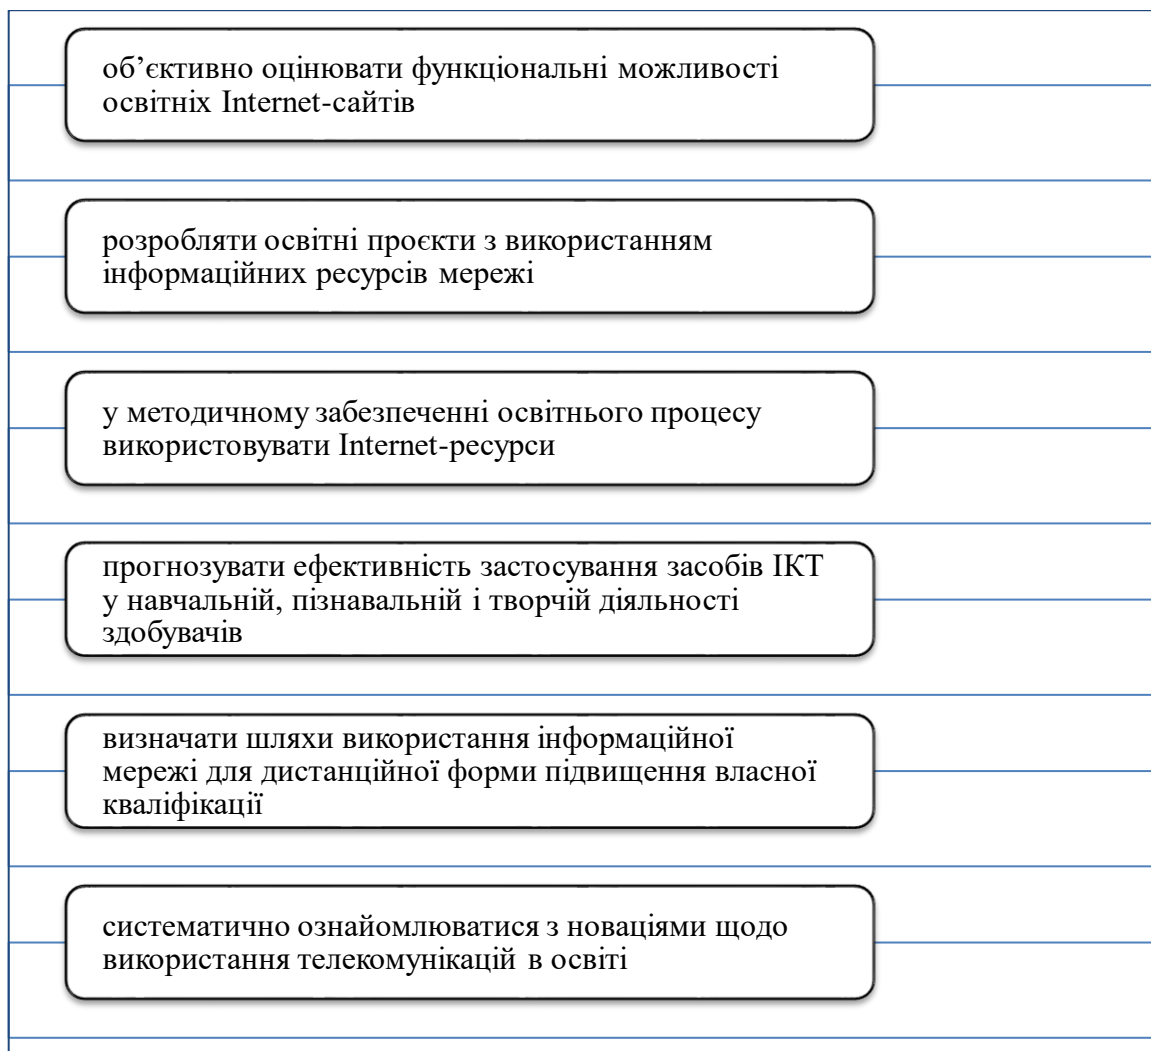 об’єктивно оцінювати функціональні можливості
освітніх Internet-сайтів
розробляти освітні проєкти з використанням
інформаційних ресурсів мережі
у методичному забезпеченні освітнього процесу
використовувати Internet-ресурси
прогнозувати ефективність застосування засобів ІКТ
у навчальній, пізнавальній і творчій діяльності
здобувачів
визначати шляхи використання інформаційної
мережі для дистанційної форми підвищення власної
кваліфікації
систематично ознайомлюватися з новаціями щодо
використання телекомунікацій в освіті